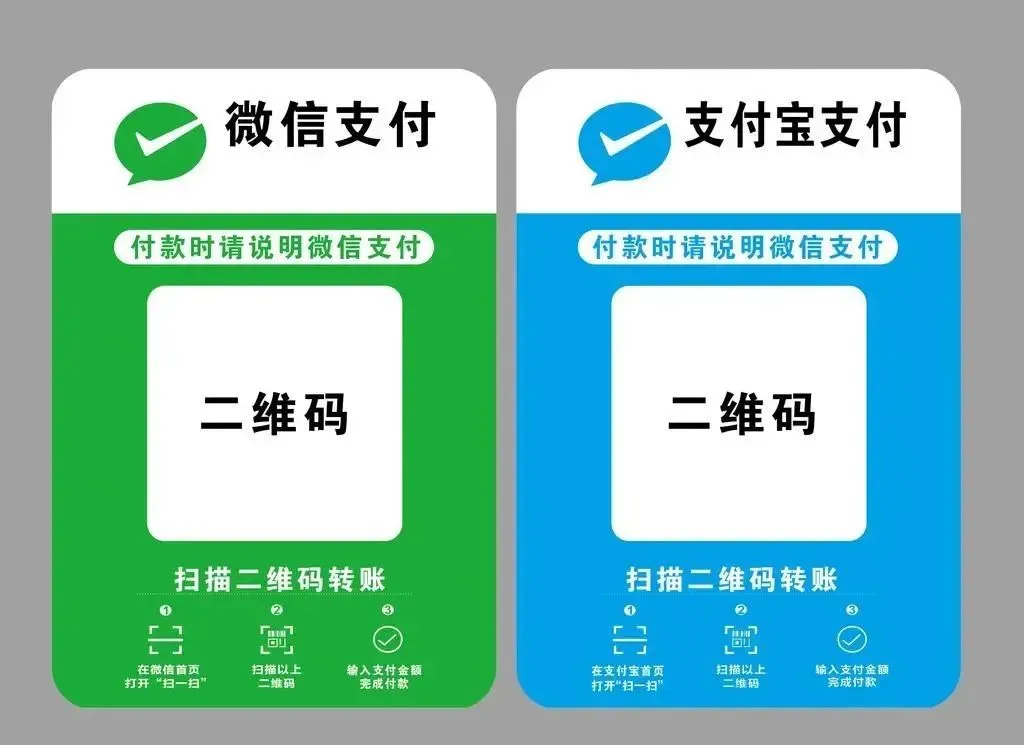 微信支付
付款时请说明微信支付
二维码
扫描二维码转账
1
在微信首页
打开“扫一扫”
2
扫描以上
二维码
3
输入支付金额
完成付款
支付宝支付
付款时请说明微信支付
二维码
扫描二维码转账
1
在支付宝首页
打开“扫一扫”
2
扫描以上
二维码
3
输入支付金额
完成付款